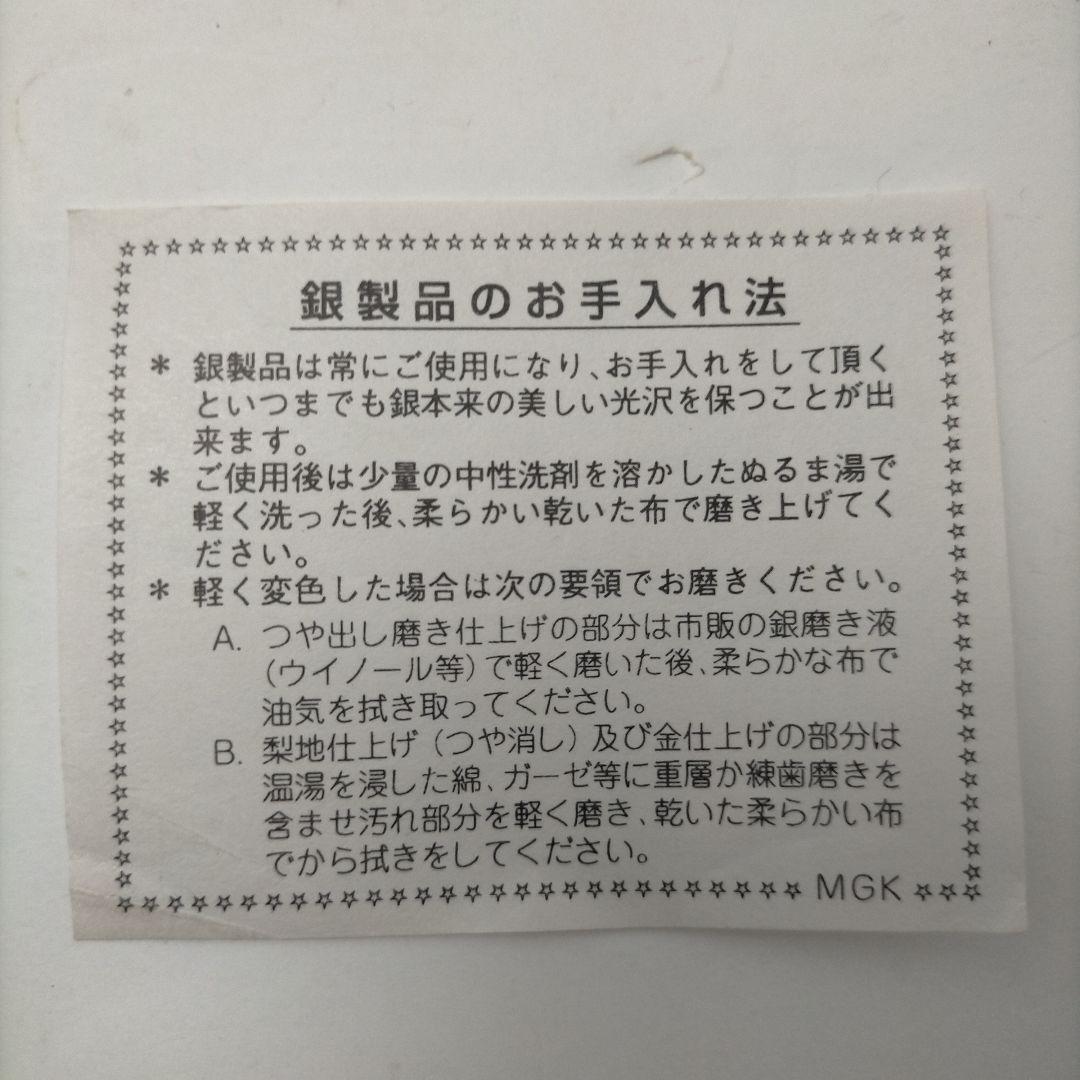 銀製品のお手入れ法
* 銀製品は常にご使用になり、お手入れをして頂く
といつまでも銀本来の美しい光沢を保つことが出
来ます。
* ご使用後は少量の中性洗剤を溶かしたぬるま湯で
軽く洗った後、柔らかい乾いた布で磨き上げてく
ださい。
* 軽く変色した場合は次の要領でお磨きください。
A. つや出し磨き仕上げの部分は市販の銀磨き液
(ウイノール等)で軽く磨いた後、柔らかな布で
油気を拭き取ってください。
B. 梨地仕上げ(つや消し)及び金仕上げの部分は
温湯を浸した綿、ガーゼ等に重層か練歯磨きを
含ませ汚れ部分を軽く磨き、乾いた柔らかい布
でから拭きをしてください。
MGK